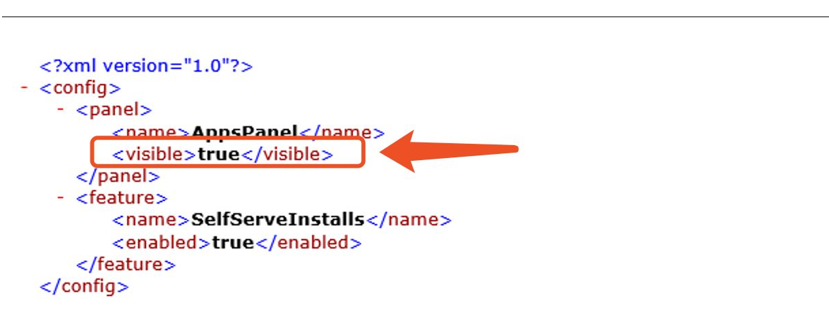 <?xml version="1.0"?>
- <config>
- <panel>
<name>AppsPanel</name>
<visible>true</visible>
</panel>
- <feature>
<name>SelfServeInstalls</name>
<enabled>true</enabled>
</feature>
</config>